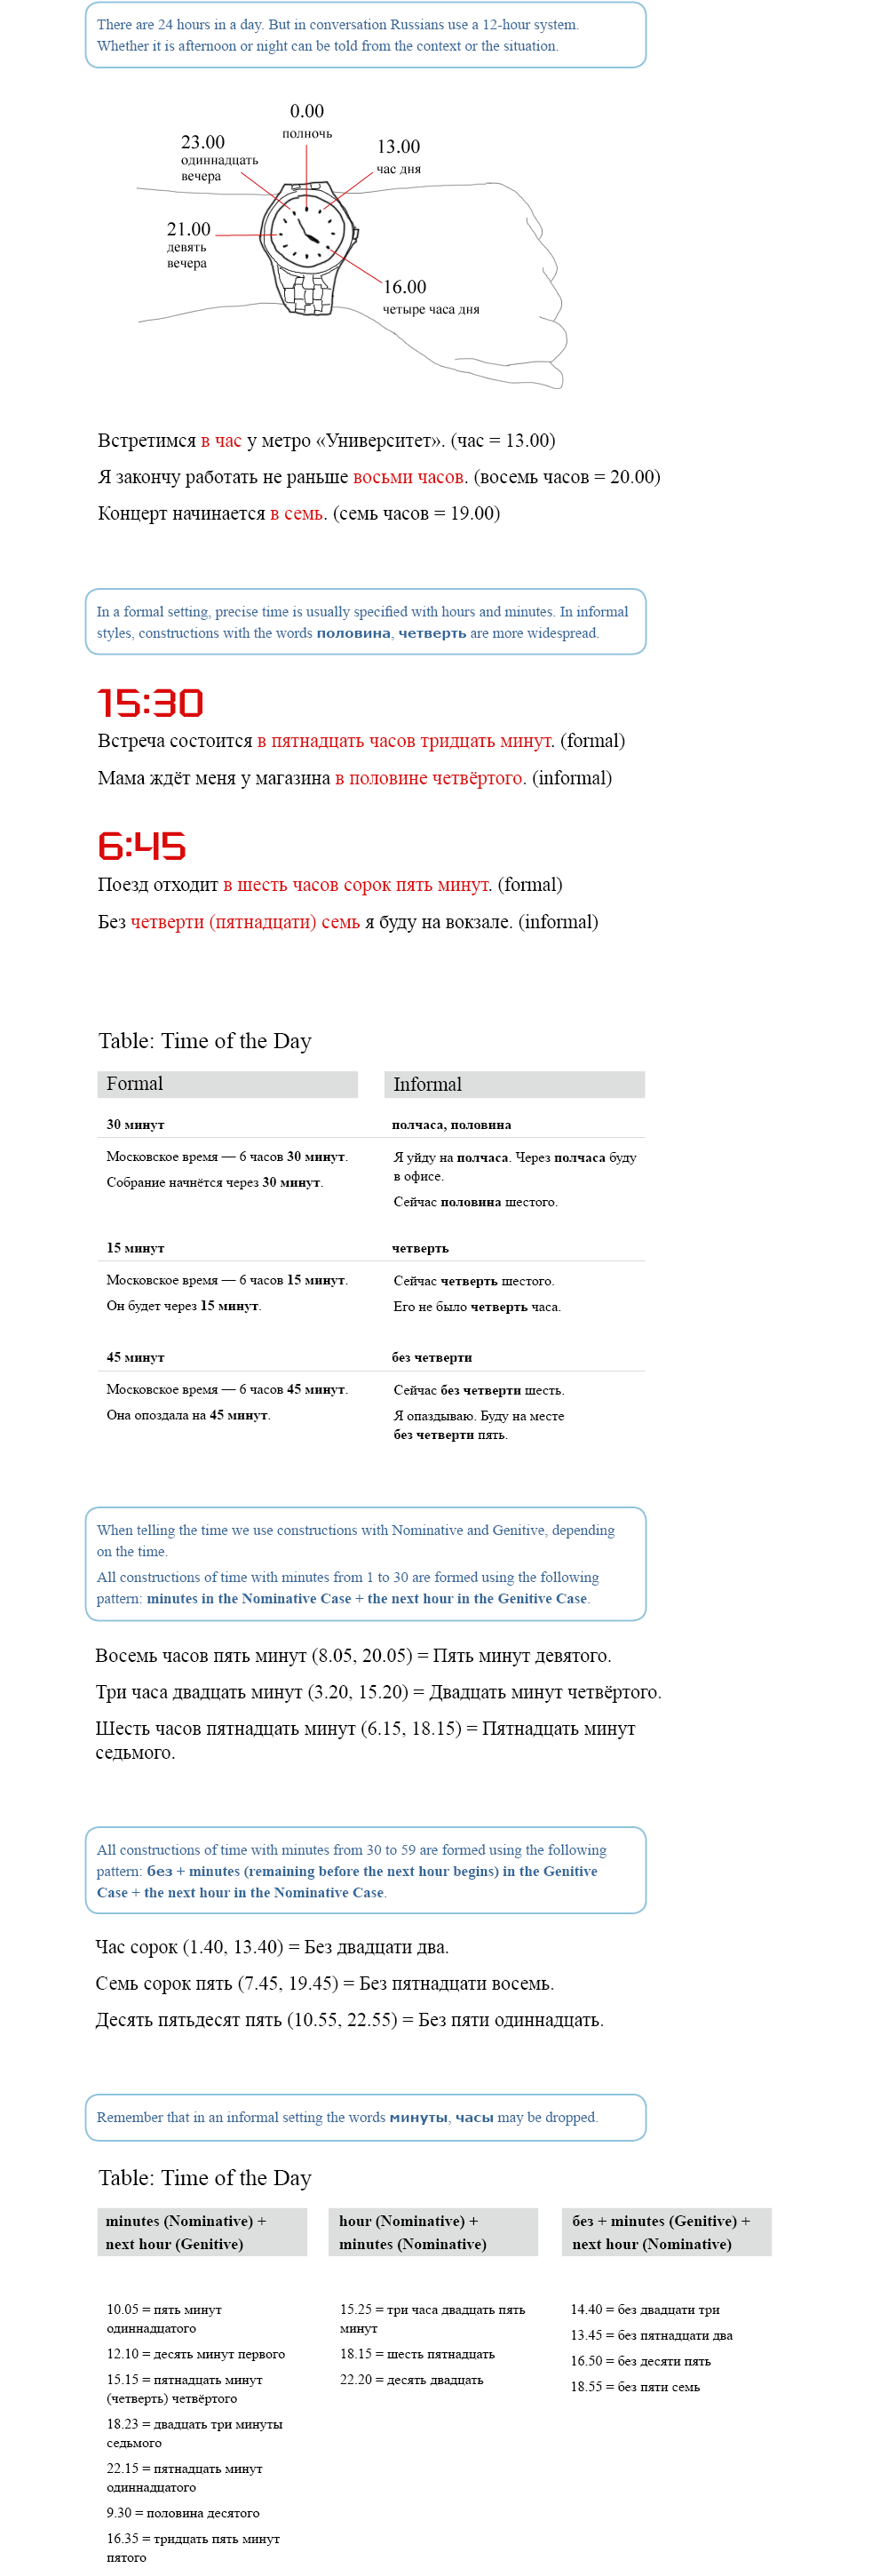 There are 24 hours in a day. But in conversation Russians use a 12-hour system.
Whether it is afternoon or night can be told from the context or the situation.
0.00
полночь
23.00
одиннадцать
вечера
13.00
час дня
21.00
девять
вечера
16.00
четыре часа дня
Встретимся в час у метро «Университет». (час = 13.00)
Я закончу работать не раньше восьми часов. (восемь часов = 20.00)
Концерт начинается в семь. (семь часов = 19.00)
In a formal setting, precise time is usually specified with hours and minutes. In informal
styles, constructions with the words половина, четверть are more widespread.
15:30
Встреча состоится в пятнадцать часов тридцать минут. (formal)
Мама ждёт меня у магазина в половине четвёртого. (informal)
6:45
Поезд отходит в шесть часов сорок пять минут. (formal)
Без четверти (пятнадцати) семь я буду на вокзале. (informal)
Table: Time of the Day
Formal
Informal
30 минут
полчаса, половина
Московское время — 6 часов 30 минут.
Собрание начнётся через 30 минут.
Я уйду на полчаса. Через полчаса буду
в офисе.
Сейчас половина шестого.
15 минут
четверть
Московское время — 6 часов 15 минут.
Он будет через 15 минут.
Сейчас четверть шестого.
Его не было четверть часа.
45 минут
без четверти
Московское время — 6 часов 45 минут.
Она опоздала на 45 минут.
Сейчас без четверти шесть.
Я опаздываю. Буду на месте
без четверти пять.
When telling the time we use constructions with Nominative and Genitive, depending
on the time.
All constructions of time with minutes from 1 to 30 are formed using the following
pattern: minutes in the Nominative Case + the next hour in the Genitive Case.
Восемь часов пять минут (8.05, 20.05) = Пять минут девятого.
Три часа двадцать минут (3.20, 15.20) = Двадцать минут четвёртого.
Шесть часов пятнадцать минут (6.15, 18.15) = Пятнадцать минут
седьмого.
All constructions of time with minutes from 30 to 59 are formed using the following
pattern: без + minutes (remaining before the next hour begins) in the Genitive
Case + the next hour in the Nominative Case.
Час сорок (1.40, 13.40) = Без двадцати два.
Семь сорок пять (7.45, 19.45) = Без пятнадцати восемь.
Десять пятьдесят пять (10.55, 22.55) = Без пяти одиннадцать.
Remember that in an informal setting the words минуты, часы may be dropped.
Table: Time of the Day
minutes (Nominative) +
next hour (Genitive)
hour (Nominative) +
minutes (Nominative)
без + minutes (Genitive) +
next hour (Nominative)
10.05 = пять минут
одиннадцатого
12.10 = десять минут первого
15.15 = пятнадцать минут
(четверть) четвёртого
18.23 = двадцать три минуты
седьмого
22.15 = пятнадцать минут
одиннадцатого
9.30 = половина десятого
16.35 = тридцать пять минут
пятого
15.25 = три часа двадцать пять
минут
18.15 = шесть пятнадцать
22.20 = десять двадцать
14.40 = без двадцати три
13.45 = без пятнадцати два
16.50 = без десяти пять
18.55 = без пяти семь